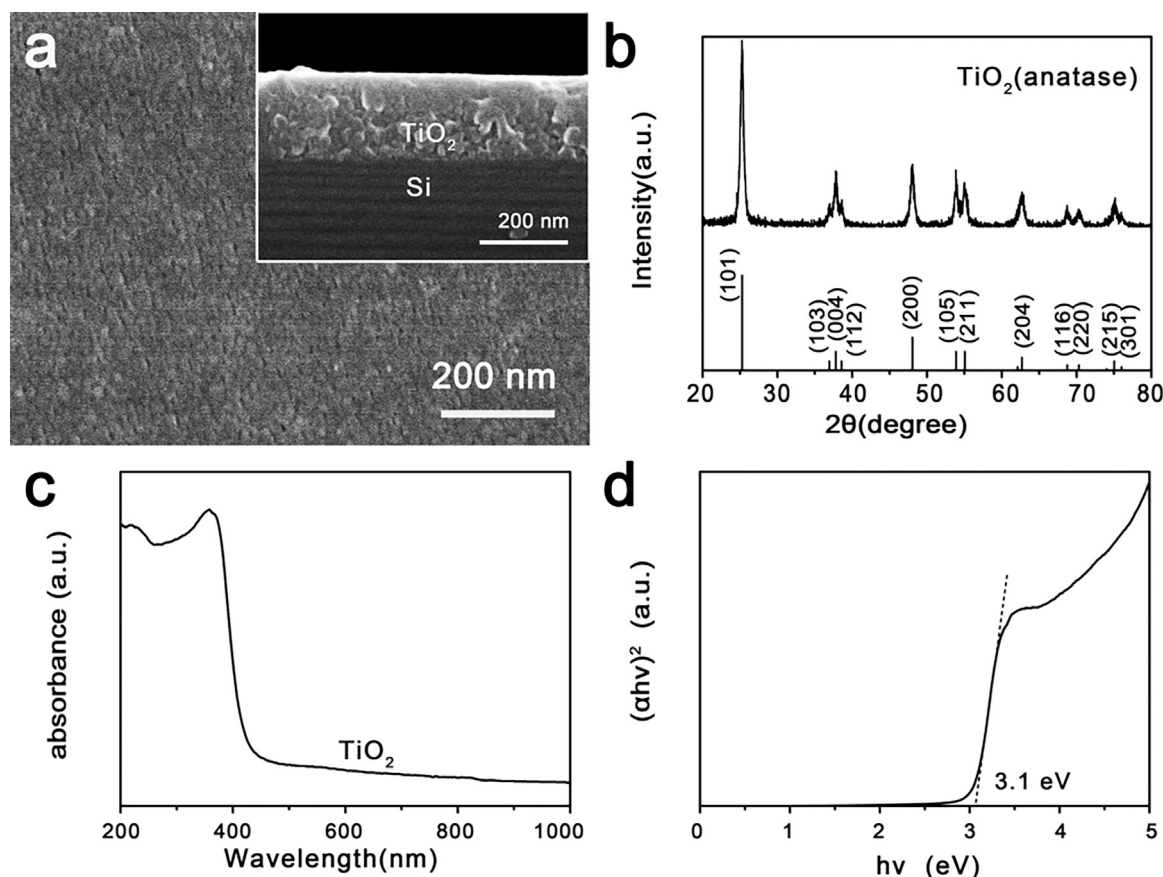 a
TiO2
Si
200 nm
200 nm
b
TiO2(anatase)
Intensity(a.u.)
(101)
(103)
(004)
(112)
(200)
(105)
(211)
(204)
(116)
(220)
(215)
(301)
20 30 40 50 60 70 80
2θ(degree)
c
absorbance (a.u.)
TiO2
200 400 600 800 1000
Wavelength(nm)
d
(αhν)² (a.u.)
3.1 eV
0 1 2 3 4 5
hν (eV)